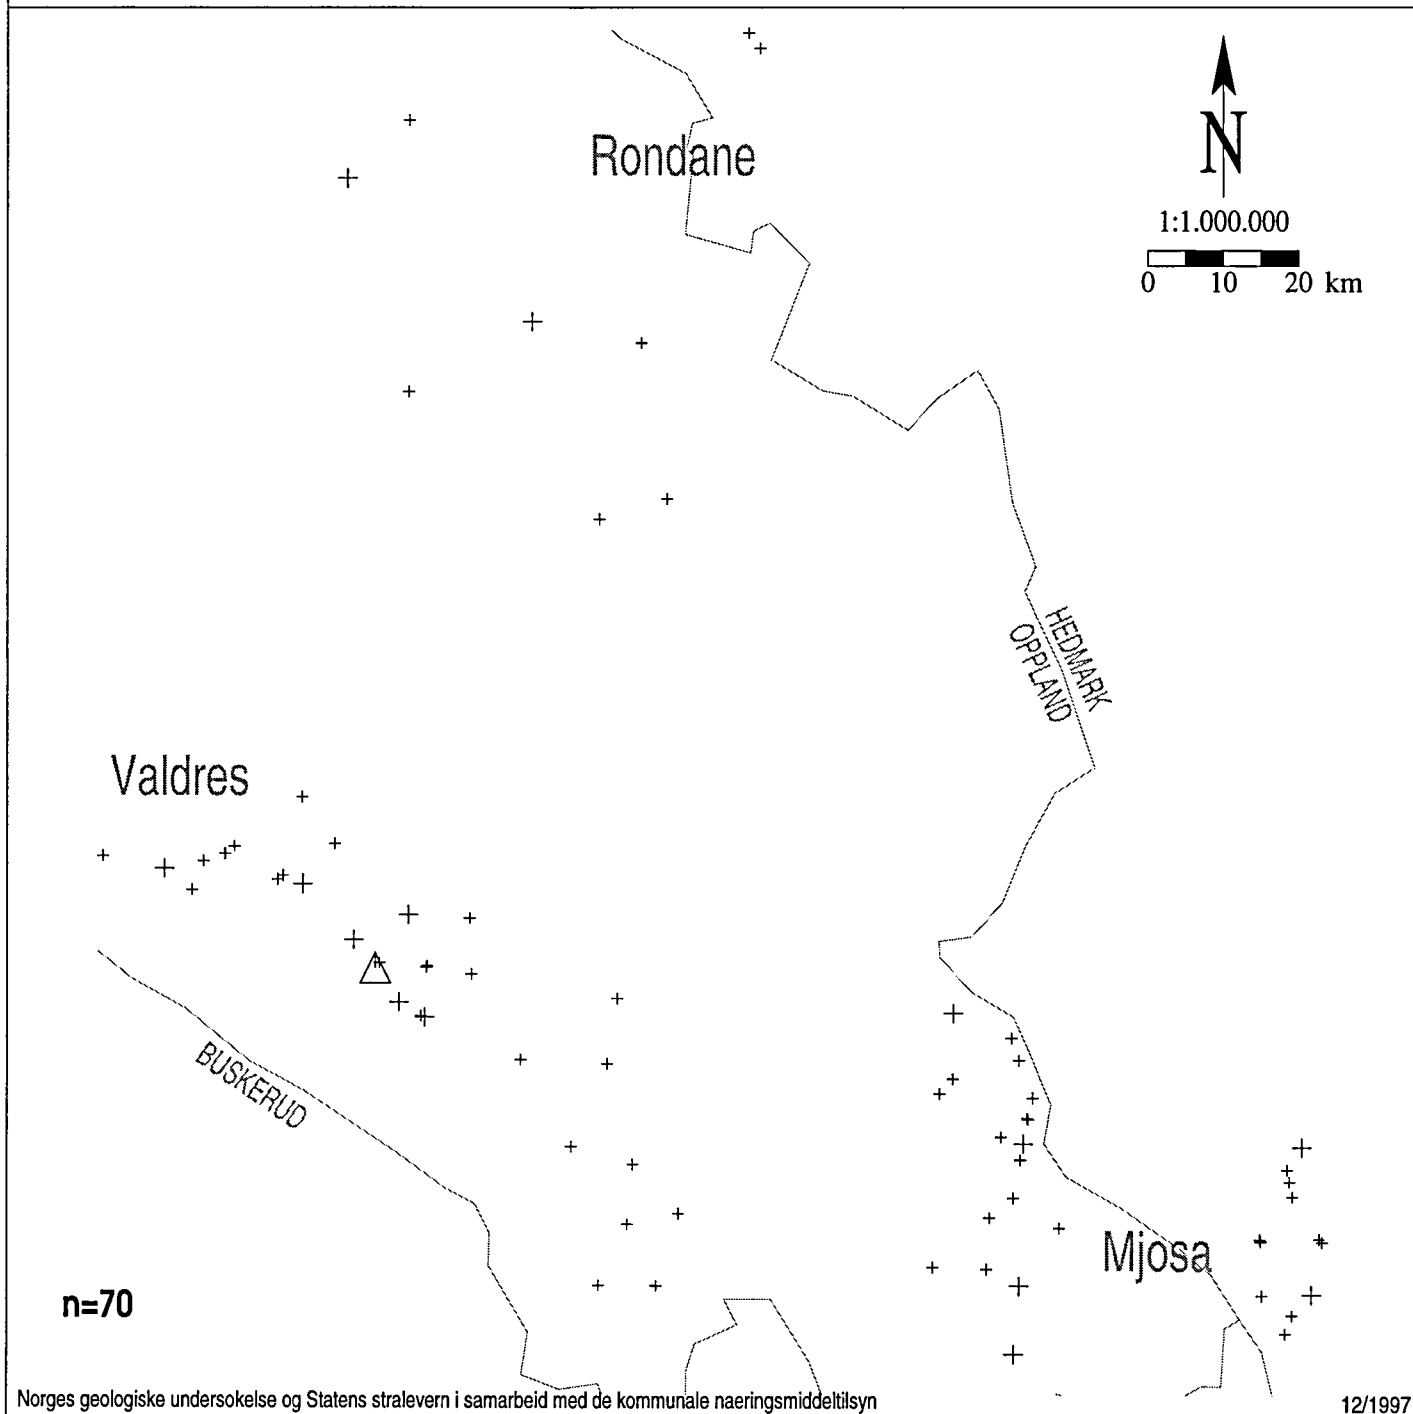 Rondane
N
1:1.000.000
0 10 20 km
HEDMARK
OPPLAND
Valdres
BUSKERUD
Mjosa
n=70
Norges geologiske undersokelse og Statens stralevern i samarbeid med de kommunale naeringsmiddeltilsyn
12/1997